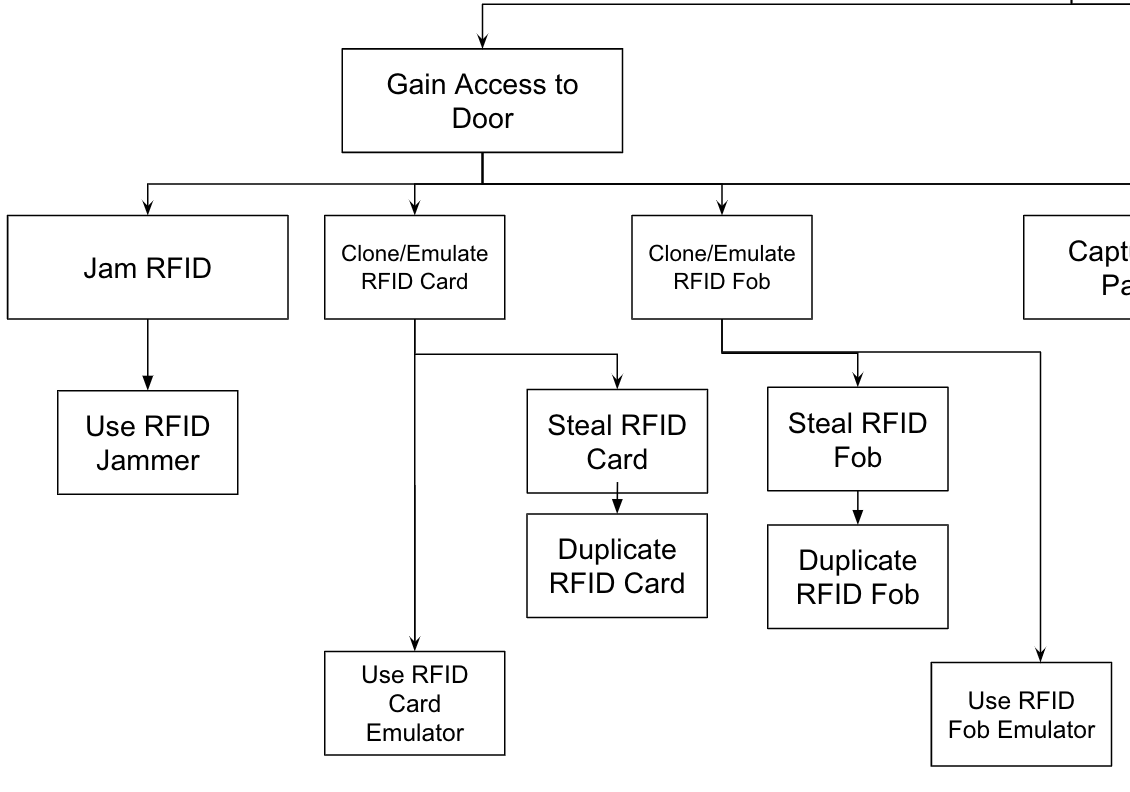 Gain Access to
Door
Jam RFID
Clone/Emulate
RFID Card
Clone/Emulate
RFID Fob
Use RFID
Jammer
Steal RFID
Card
Steal RFID
Fob
Duplicate
RFID Card
Duplicate
RFID Fob
Use RFID
Card
Emulator
Use RFID
Fob Emulator